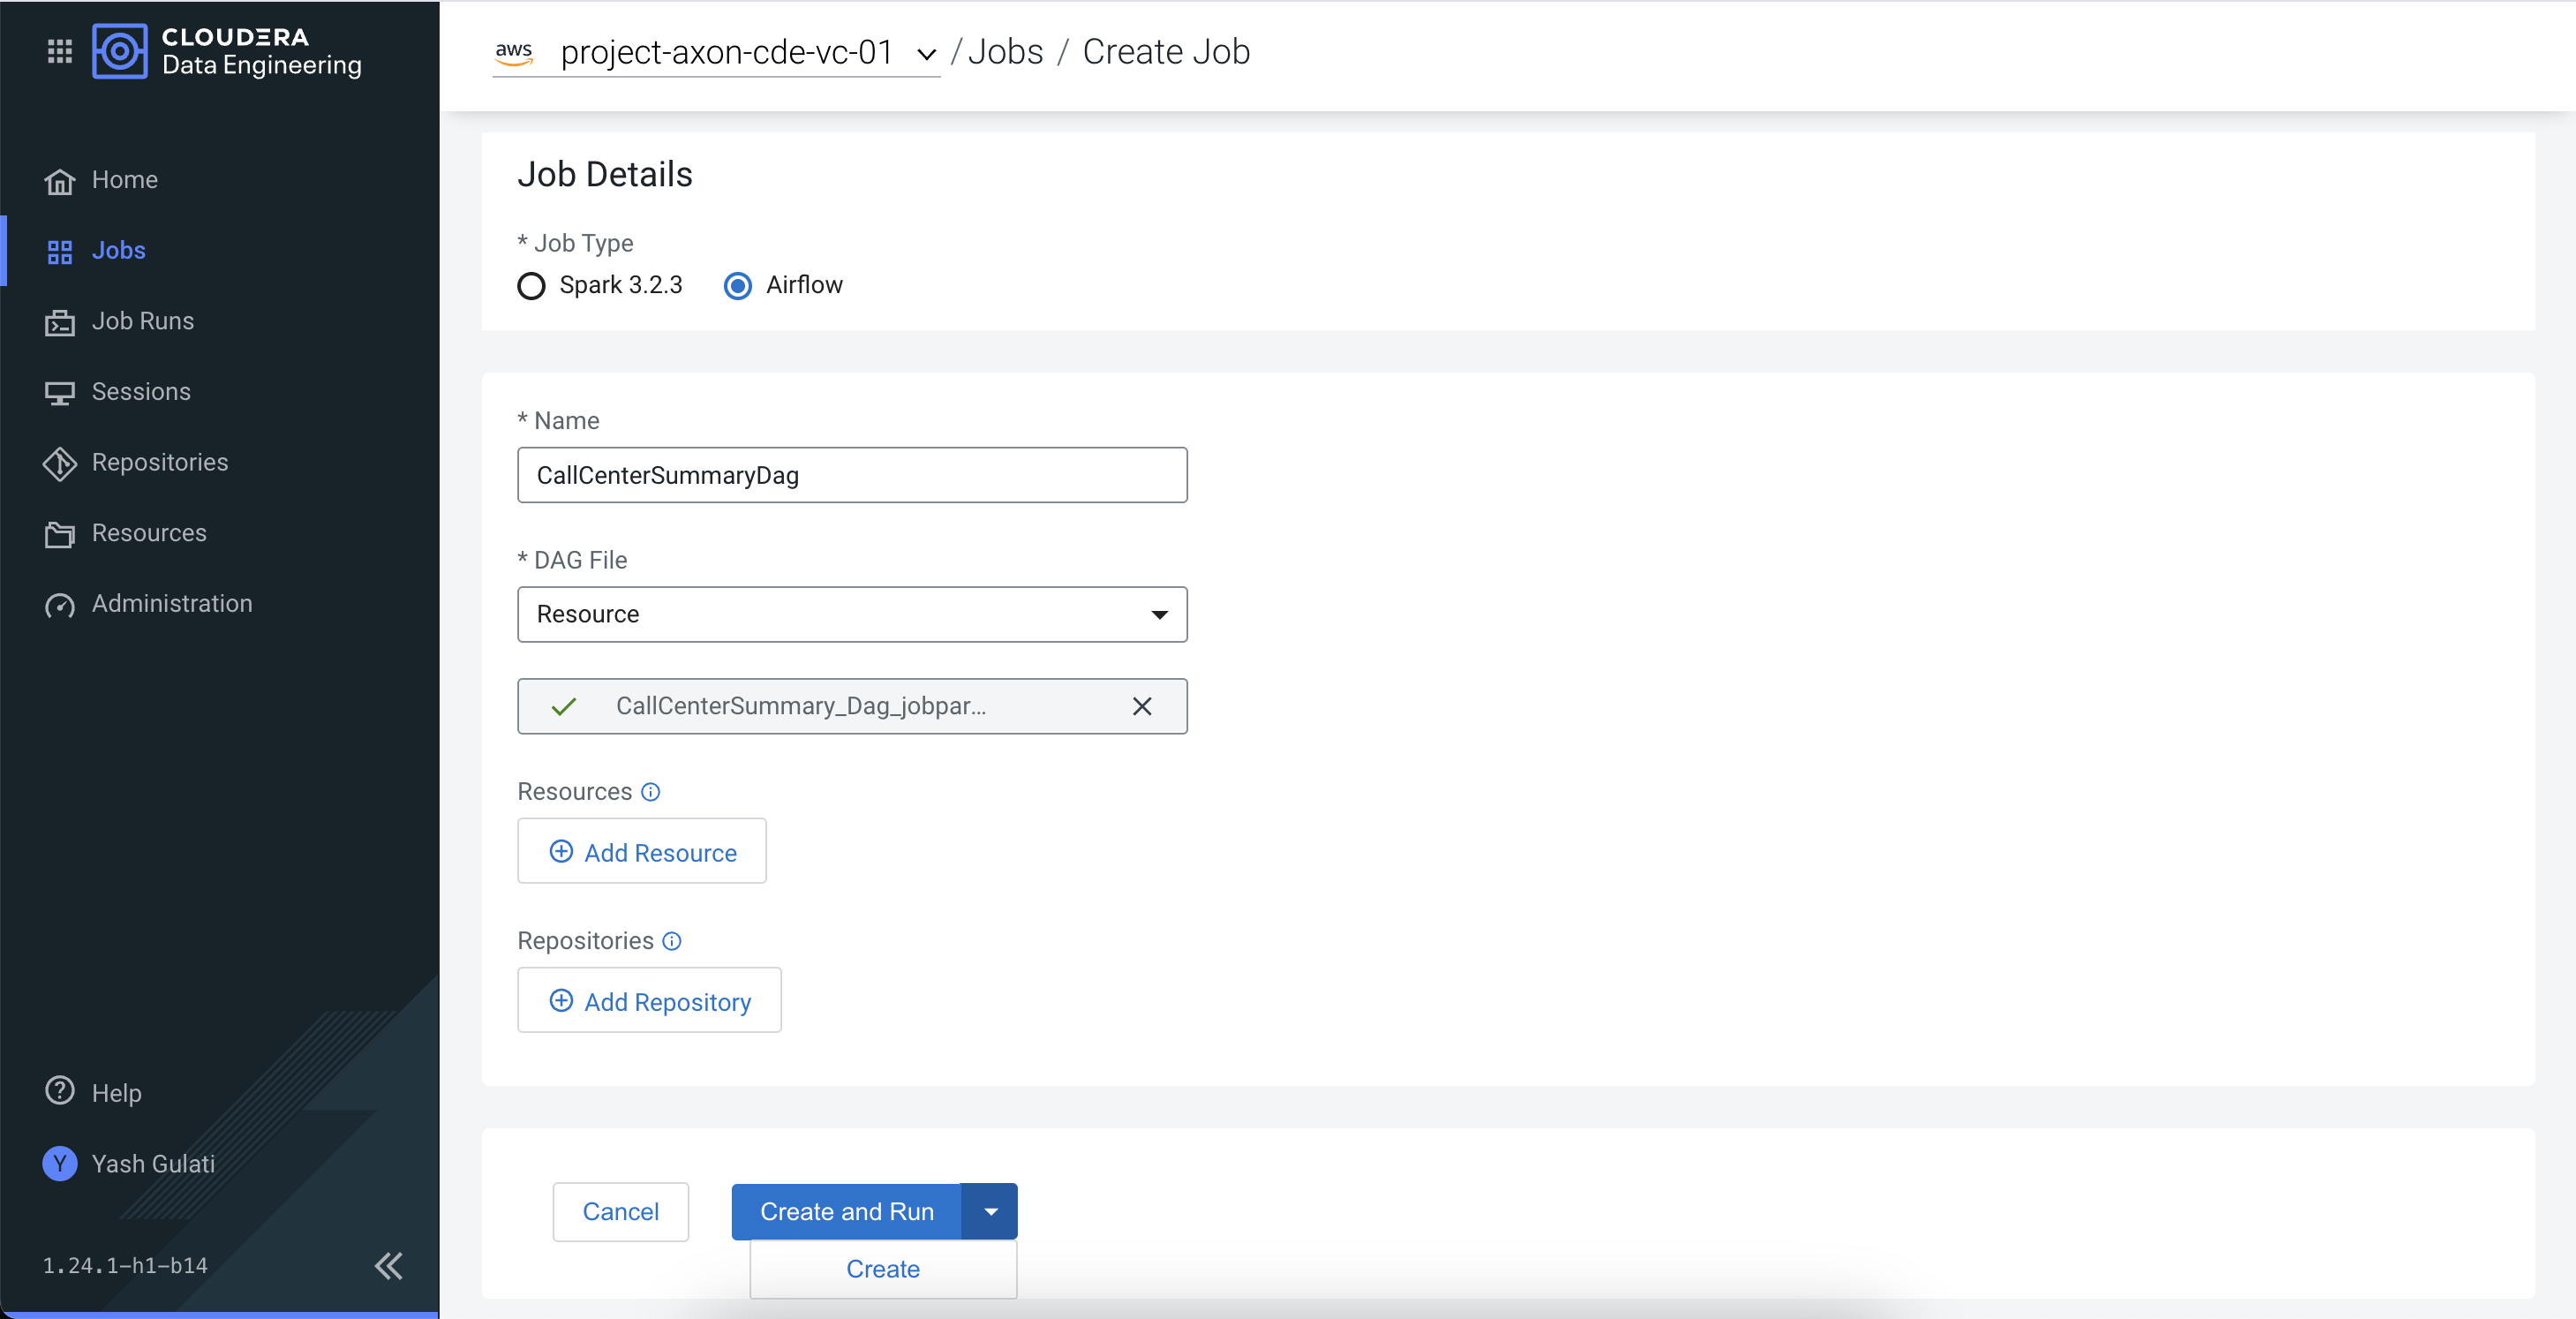 CLOUDERA
Data Engineering
Home
Jobs
Job Runs
Sessions
Repositories
Resources
Administration
Help
Y Yash Gulati
1.24.1-h1-b14
aws project-axon-cde-vc-01 / Jobs / Create Job
Job Details
* Job Type
Spark 3.2.3 Airflow
* Name
CallCenterSummaryDag
* DAG File
Resource
CallCenterSummary_Dag_jobpar...
Resources
Add Resource
Repositories
Add Repository
Cancel Create and Run
Create